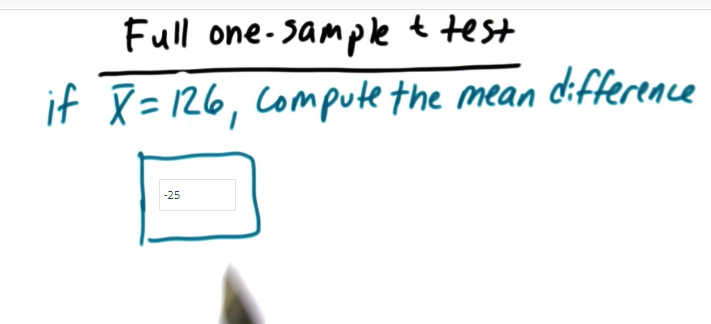 Full one-sample t test
if x̄ = 126, compute the mean difference
-25